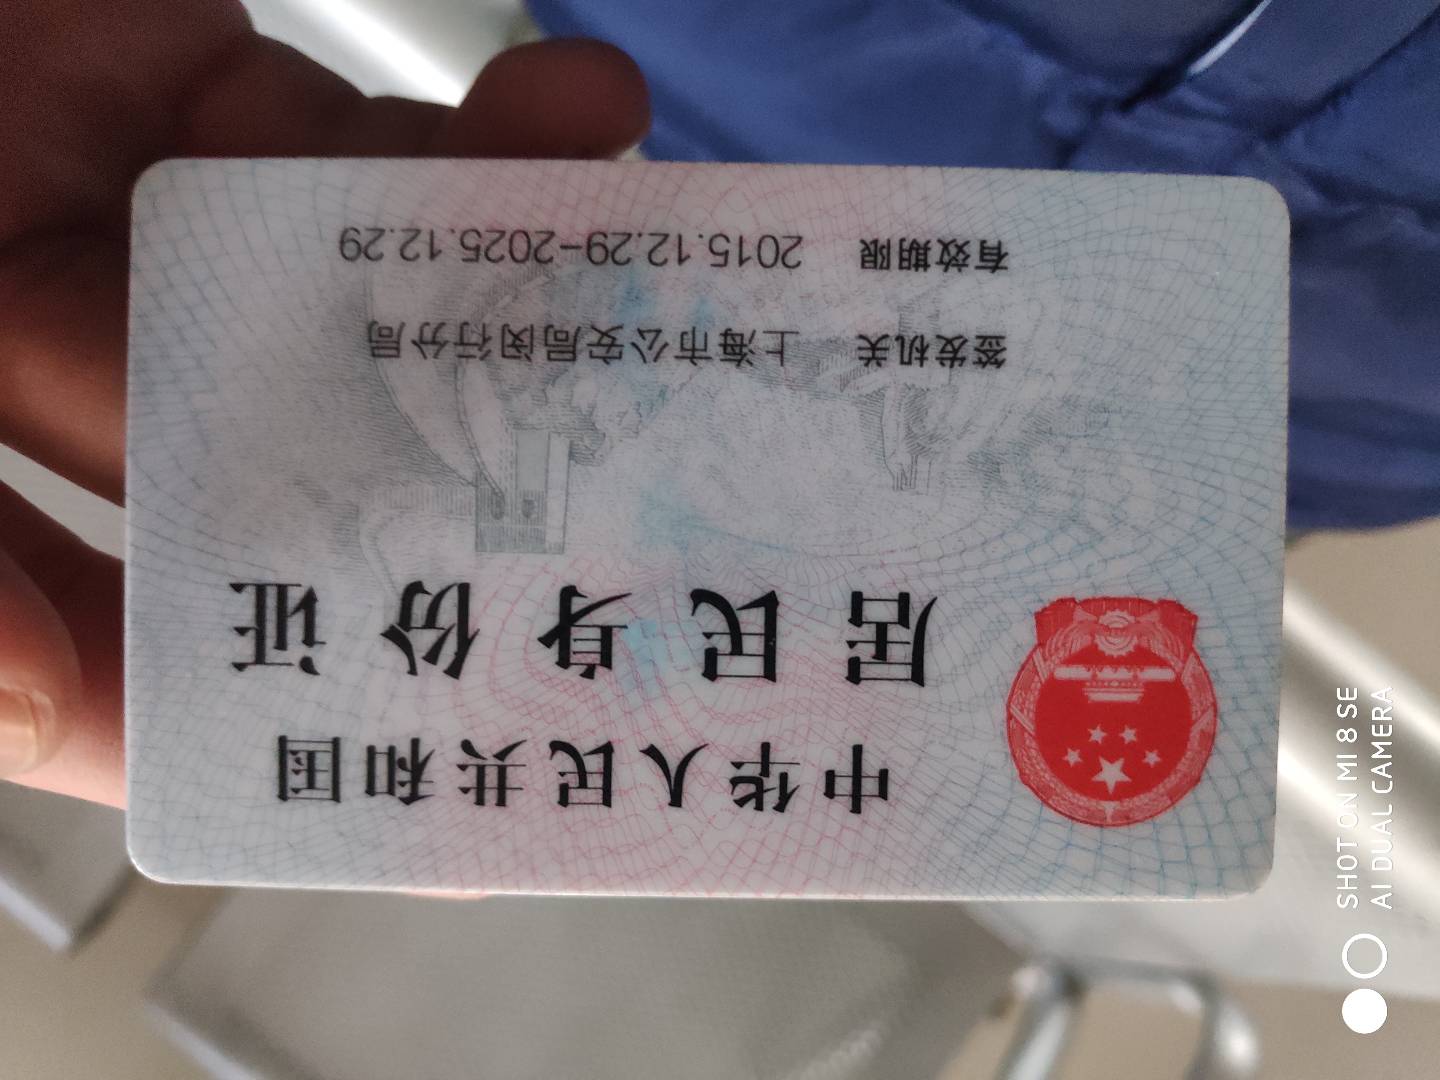 SHOT ON MI 8 SE
AI DUAL CAMERA
中华人民共和国
居民身份证
签发机关 上海市公安局闵行分局
有效期限 2015.12.29-2025.12.29